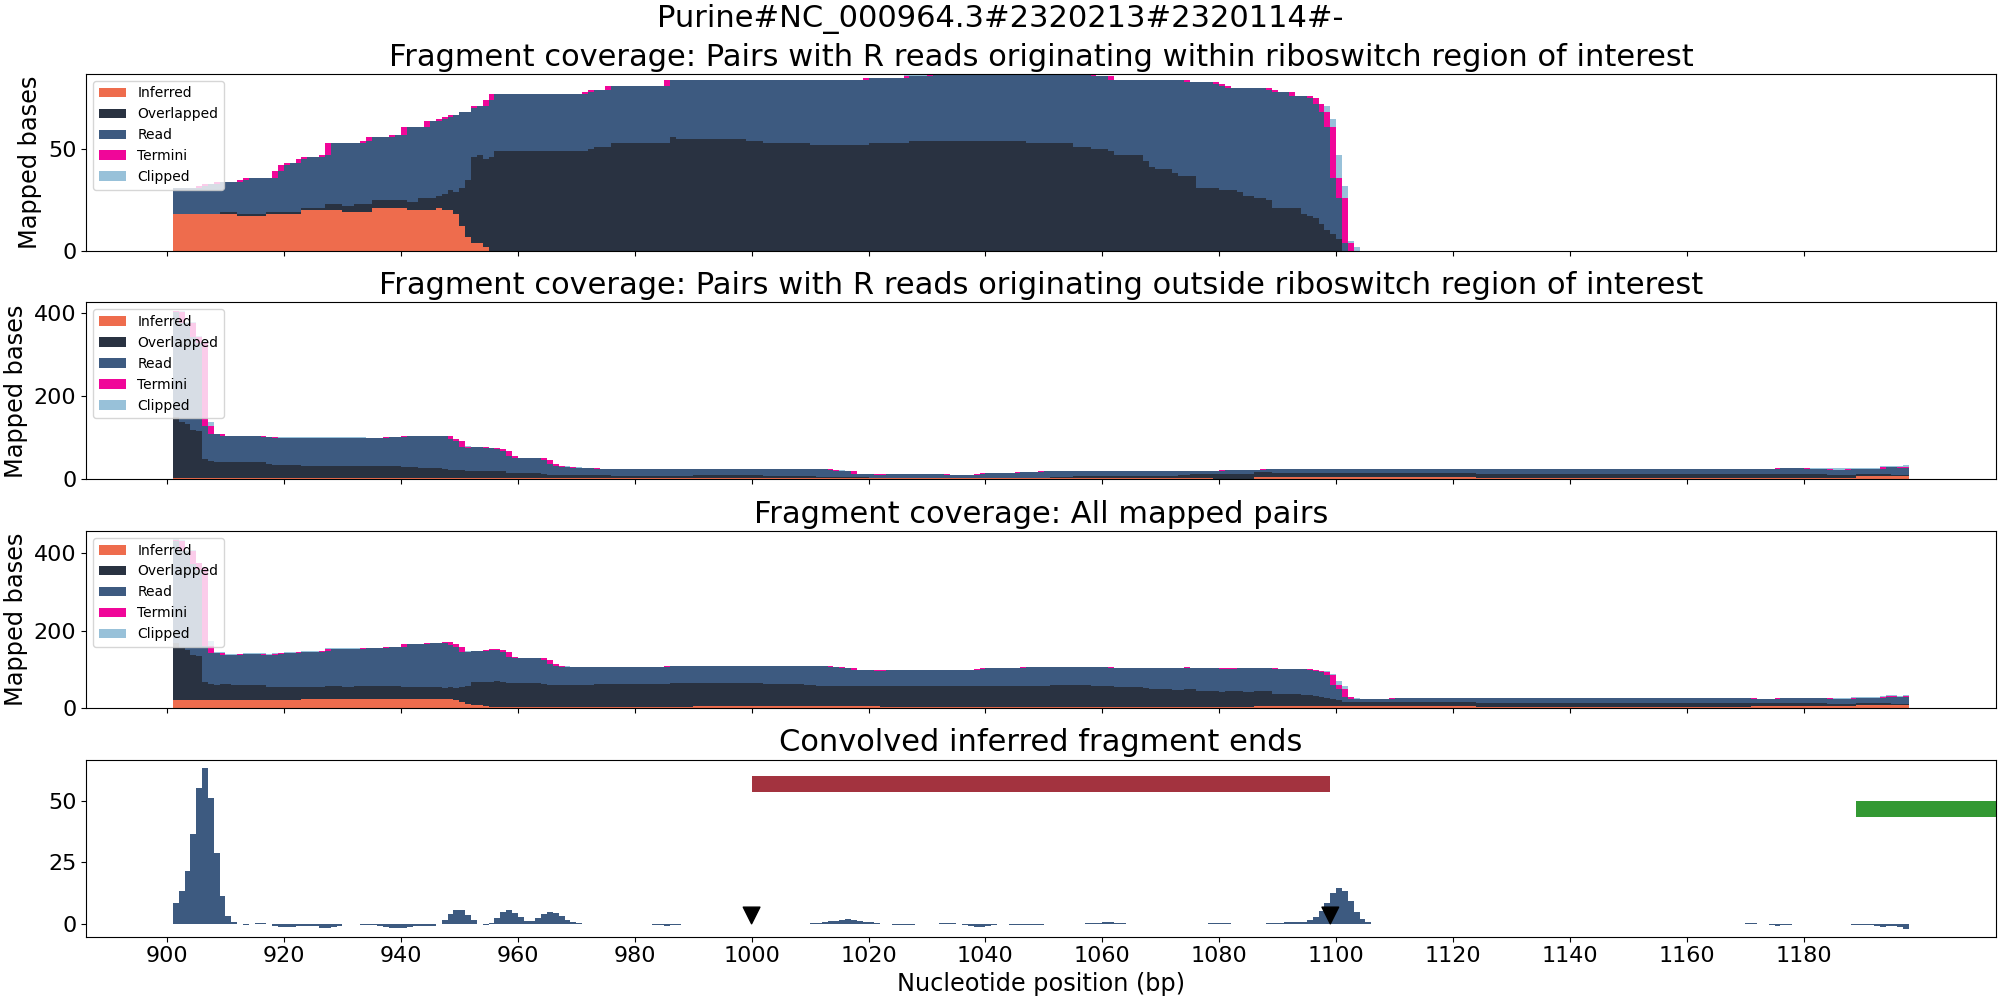 Purine#NC_000964.3#2320213#2320114#-
Fragment coverage: Pairs with R reads originating within riboswitch region of interest
Mapped bases
50
0
Inferred
Overlapped
Read
Termini
Clipped
Fragment coverage: Pairs with R reads originating outside riboswitch region of interest
Mapped bases
400
200
0
Inferred
Overlapped
Read
Termini
Clipped
Fragment coverage: All mapped pairs
Mapped bases
400
200
0
Inferred
Overlapped
Read
Termini
Clipped
Convolved inferred fragment ends
50
25
0
900 920 940 960 980 1000 1020 1040 1060 1080 1100 1120 1140 1160 1180
Nucleotide position (bp)